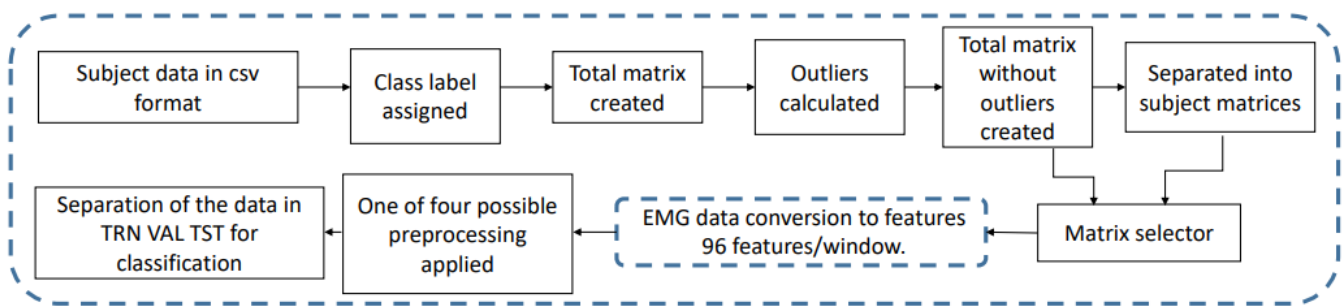 Subject data in csv
format
Class label
assigned
Total matrix
created
Outliers
calculated
Total matrix
without
outliers
created
Separated into
subject matrices
Matrix selector
EMG data conversion to features
96 features/window.
One of four possible
preprocessing
applied
Separation of the data in
TRN VAL TST for
classification